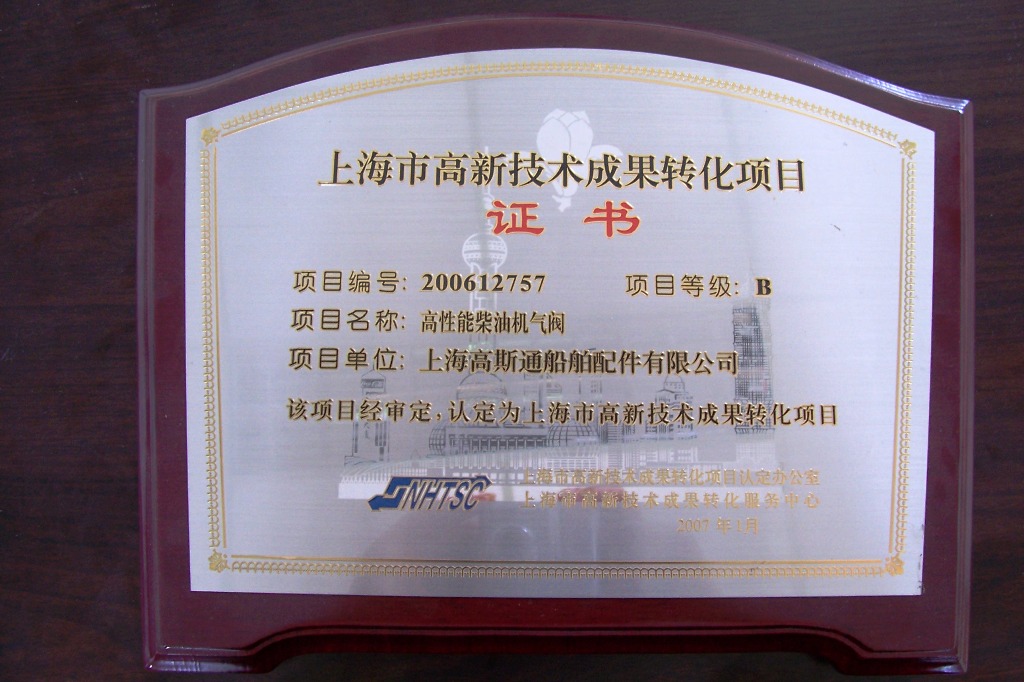 上海市高新技术成果转化项目
证 书
项目编号: 200612757 项目等级: B
项目名称: 高性能柴油机气阀
项目单位: 上海高斯通船舶配件有限公司
该项目经审定,认定为上海市高新技术成果转化项目
SNHTSC
上海市高新技术成果转化项目认定办公室
上海市高新技术成果转化服务中心
2007 年1月